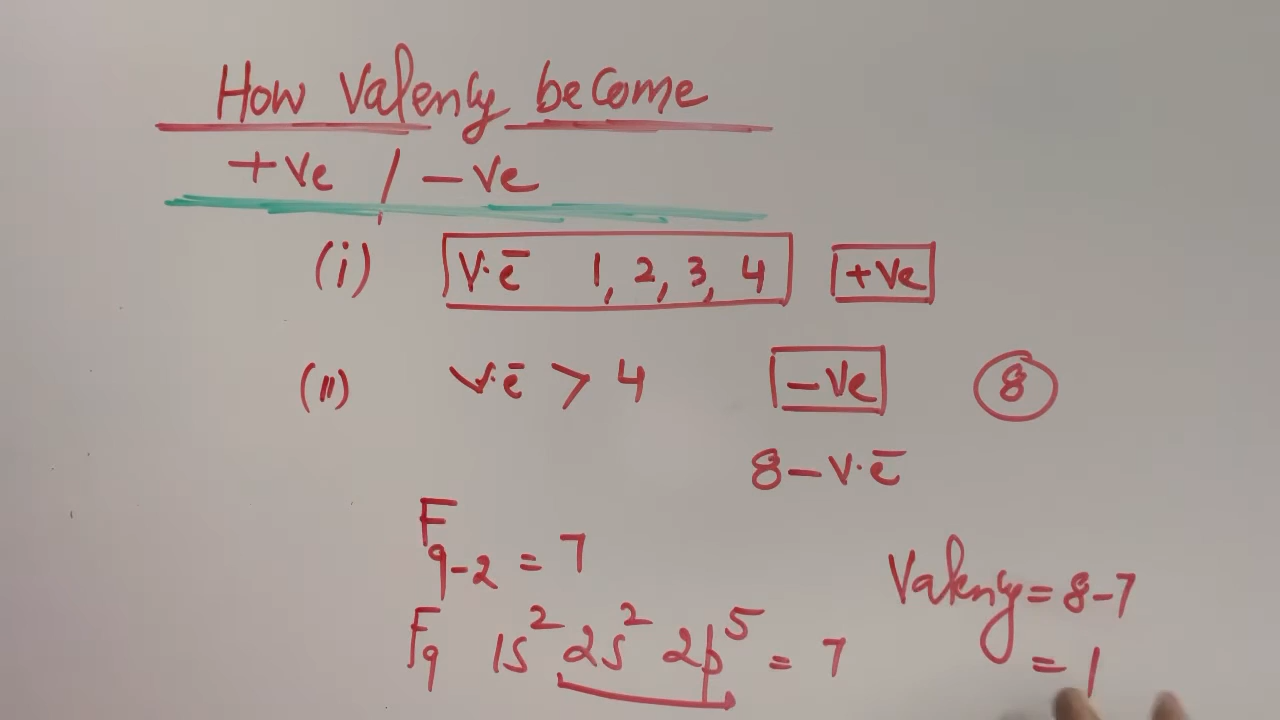 How Valency become
+ve / -ve
(i) V.e̅ 1, 2, 3, 4 +ve
(II) V.e̅ > 4 -ve 8
8 - V.e̅
F
9-2 = 7
Valency = 8-7
F₉ 1s² 2s² 2p⁵ = 7
= 1